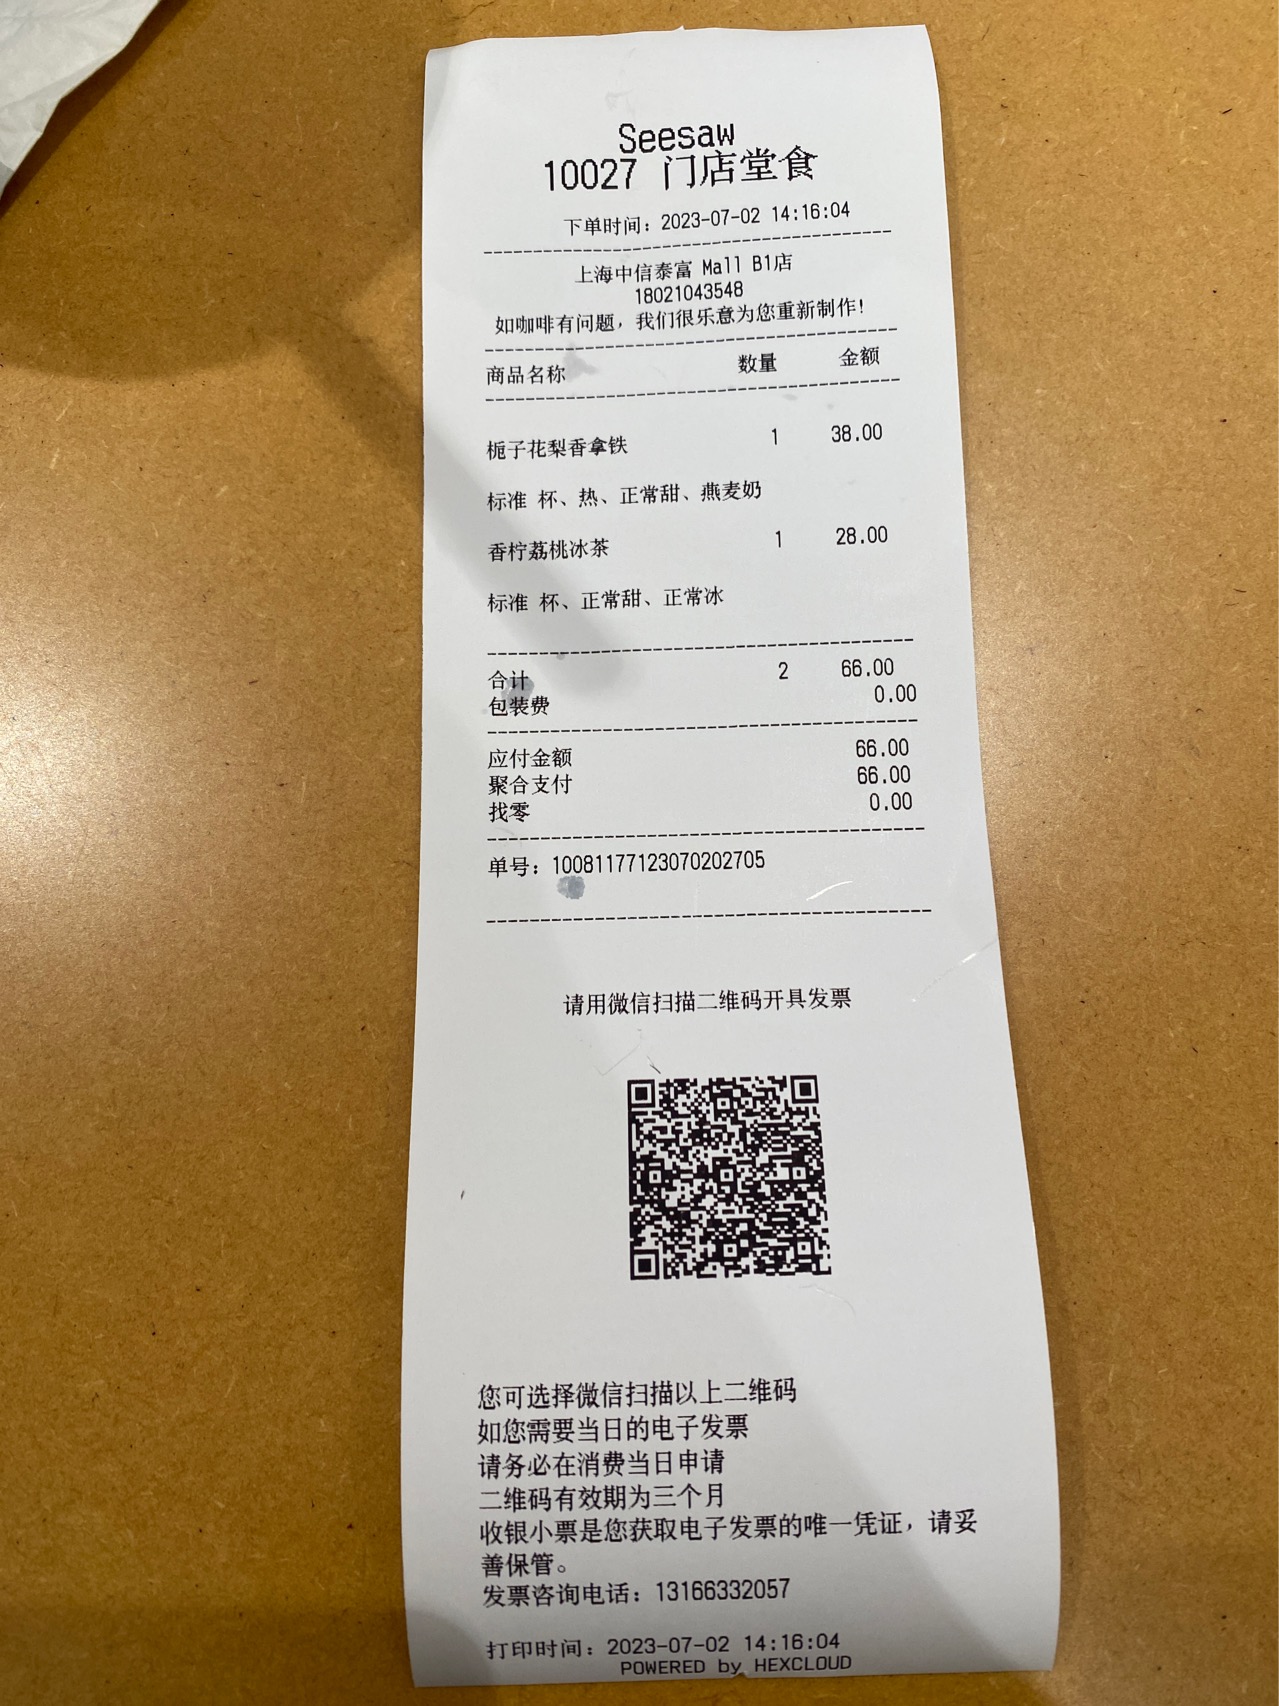 Seesaw
10027 门店堂食
下单时间：2023-07-02 14:16:04
上海中信泰富 Mall B1店
18021043548
如咖啡有问题，我们很乐意为您重新制作！
商品名称 数量 金额
栀子花梨香拿铁 1 38.00
标准 杯、热、正常甜、燕麦奶
香柠荔桃冰茶 1 28.00
标准 杯、正常甜、正常冰
合计 2 66.00
包装费 0.00
应付金额 66.00
聚合支付 66.00
找零 0.00
单号：10081177123070202705
请用微信扫描二维码开具发票
您可选择微信扫描以上二维码
如您需要当日的电子发票
请务必在消费当日申请
二维码有效期为三个月
收银小票是您获取电子发票的唯一凭证，请妥
善保管。
发票咨询电话：13166332057
打印时间：2023-07-02 14:16:04
POWERED by HEXCLOUD